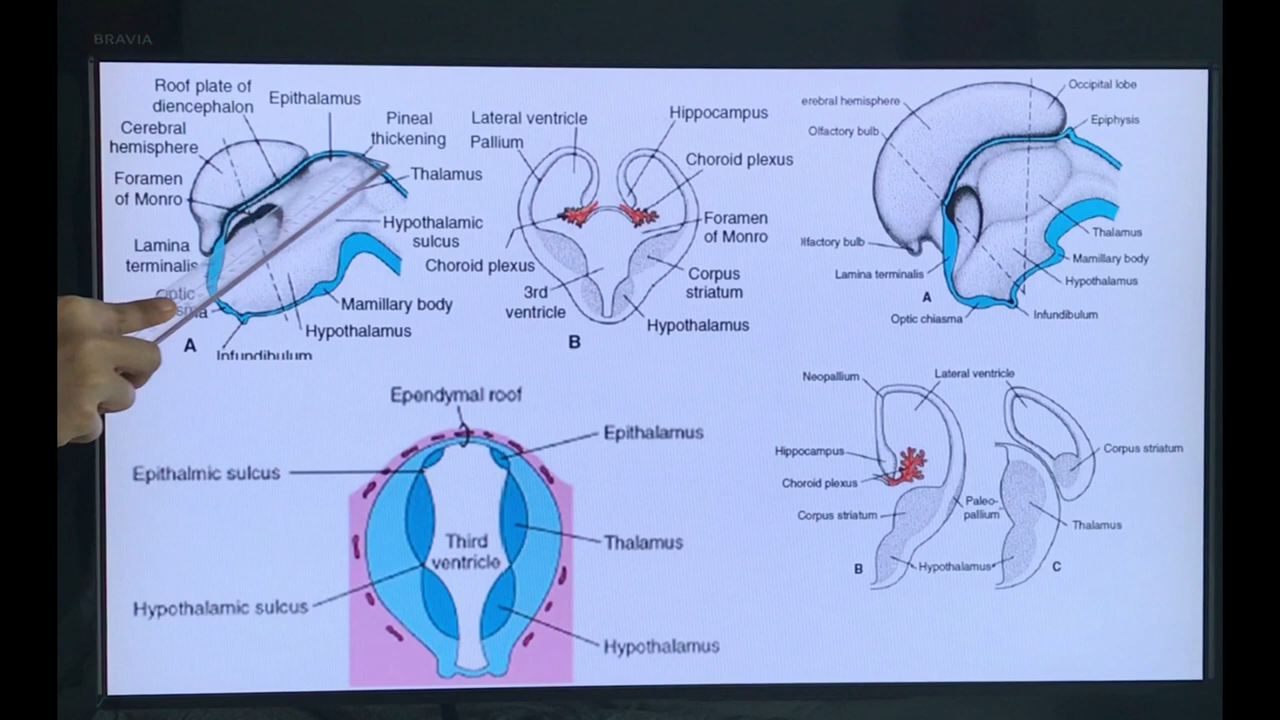 BRAVIA
Roof plate of
diencephalon
Epithalamus
Cerebral
hemisphere
Pineal
thickening
Foramen
of Monro
Thalamus
Hypothalamic
sulcus
Lamina
terminalis
Mamillary body
Hypothalamus
A
Infundibulum
Lateral ventricle
Pallium
Hippocampus
Choroid plexus
Foramen
of Monro
Choroid plexus
Corpus
striatum
3rd
ventricle
Hypothalamus
B
erebral hemisphere
Occipital lobe
Olfactory bulb
Epiphysis
lfactory bulb
Thalamus
Lamina terminalis
Mamillary body
Hypothalamus
A
Optic chiasma
Infundibulum
Ependymal roof
Epithalamus
Epithalmic sulcus
Third
ventricle
Thalamus
Hypothalamic sulcus
Hypothalamus
Neopallium
Lateral ventricle
Hippocampus
Corpus striatum
Choroid plexus
Paleo-
pallium
Corpus striatum
Thalamus
B
Hypothalamus
C